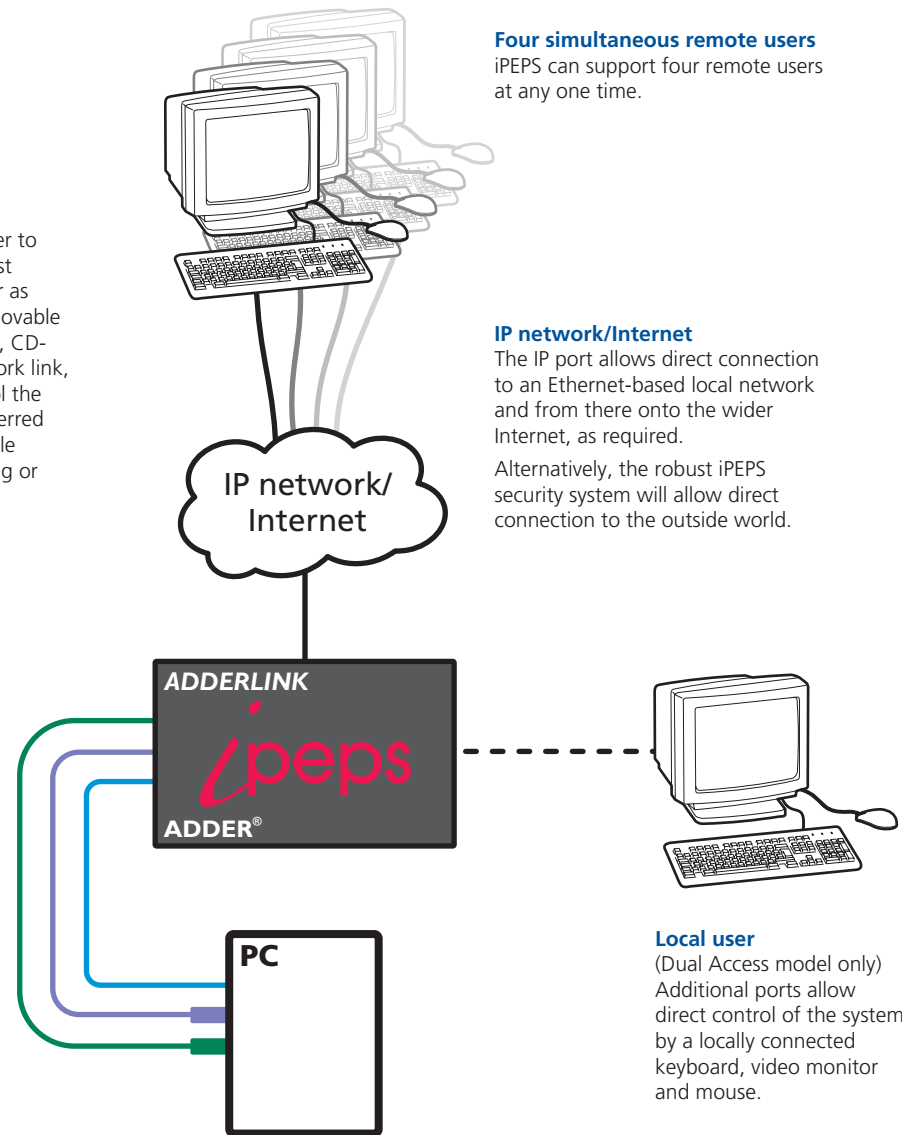 Four simultaneous remote users
iPEPS can support four remote users
at any one time.
er to
st
r as
ovable
, CD-
ork link,
ol the
erred
le
g or
IP network/Internet
The IP port allows direct connection
to an Ethernet-based local network
and from there onto the wider
Internet, as required.
Alternatively, the robust iPEPS
security system will allow direct
connection to the outside world.
IP network/
Internet
ADDERLINK
ipeps
ADDER®
PC
Local user
(Dual Access model only)
Additional ports allow
direct control of the system
by a locally connected
keyboard, video monitor
and mouse.